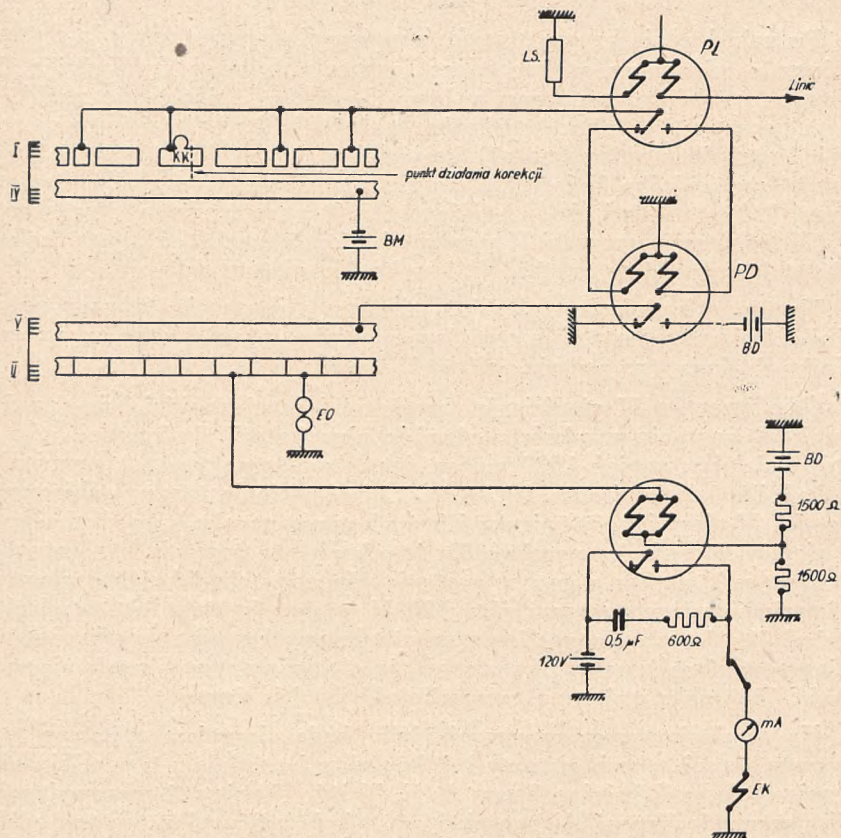 LS.
PL
Linie
I
KK
IV
punkt działania korekcji.
BM
PD
V
BD
II
EO
BD
1500 Ω
1500 Ω
0,5 μF
600 Ω
120V
mA
EK